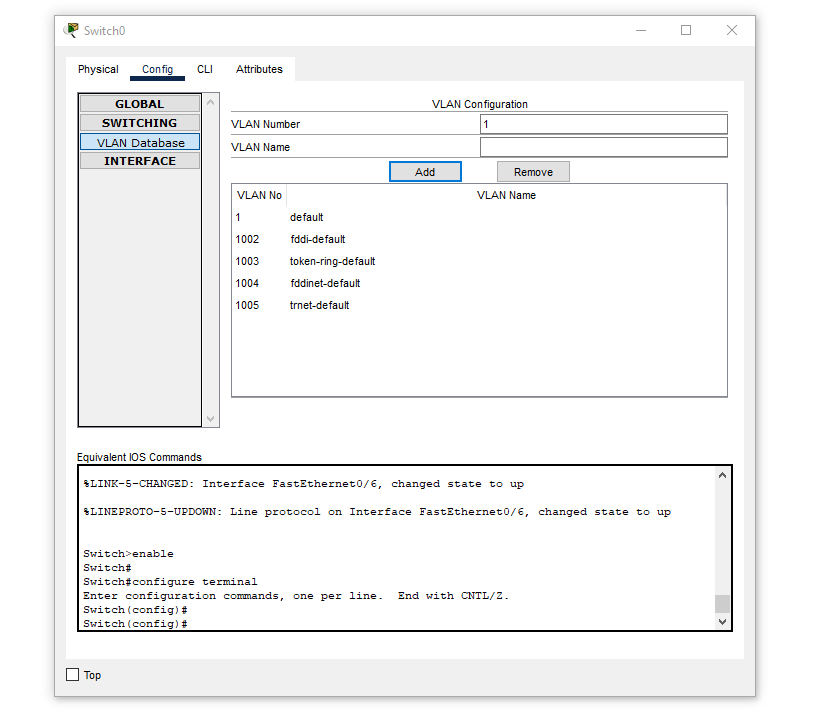 Switch0
Physical Config CLI Attributes
GLOBAL
SWITCHING
VLAN Database
INTERFACE
VLAN Configuration
VLAN Number 1
VLAN Name
Add Remove
VLAN No VLAN Name
1 default
1002 fddi-default
1003 token-ring-default
1004 fddinet-default
1005 trnet-default
Equivalent IOS Commands
%LINK-5-CHANGED: Interface FastEthernet0/6, changed state to up
%LINEPROTO-5-UPDOWN: Line protocol on Interface FastEthernet0/6, changed state to up
Switch>enable
Switch#
Switch#configure terminal
Enter configuration commands, one per line. End with CNTL/Z.
Switch(config)#
Switch(config)#
Top